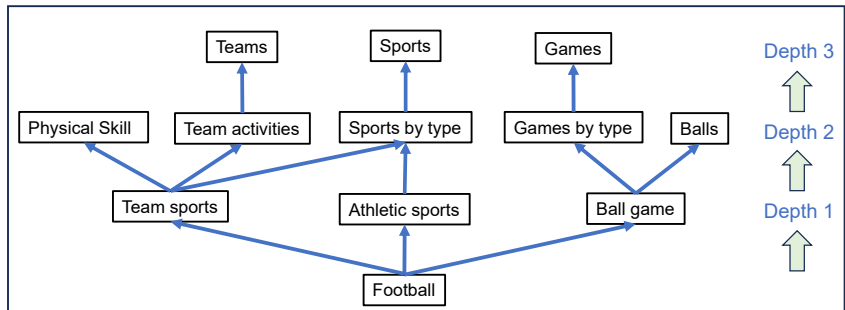 Teams
Sports
Games
Depth 3
Physical Skill
Team activities
Sports by type
Games by type
Balls
Depth 2
Team sports
Athletic sports
Ball game
Depth 1
Football